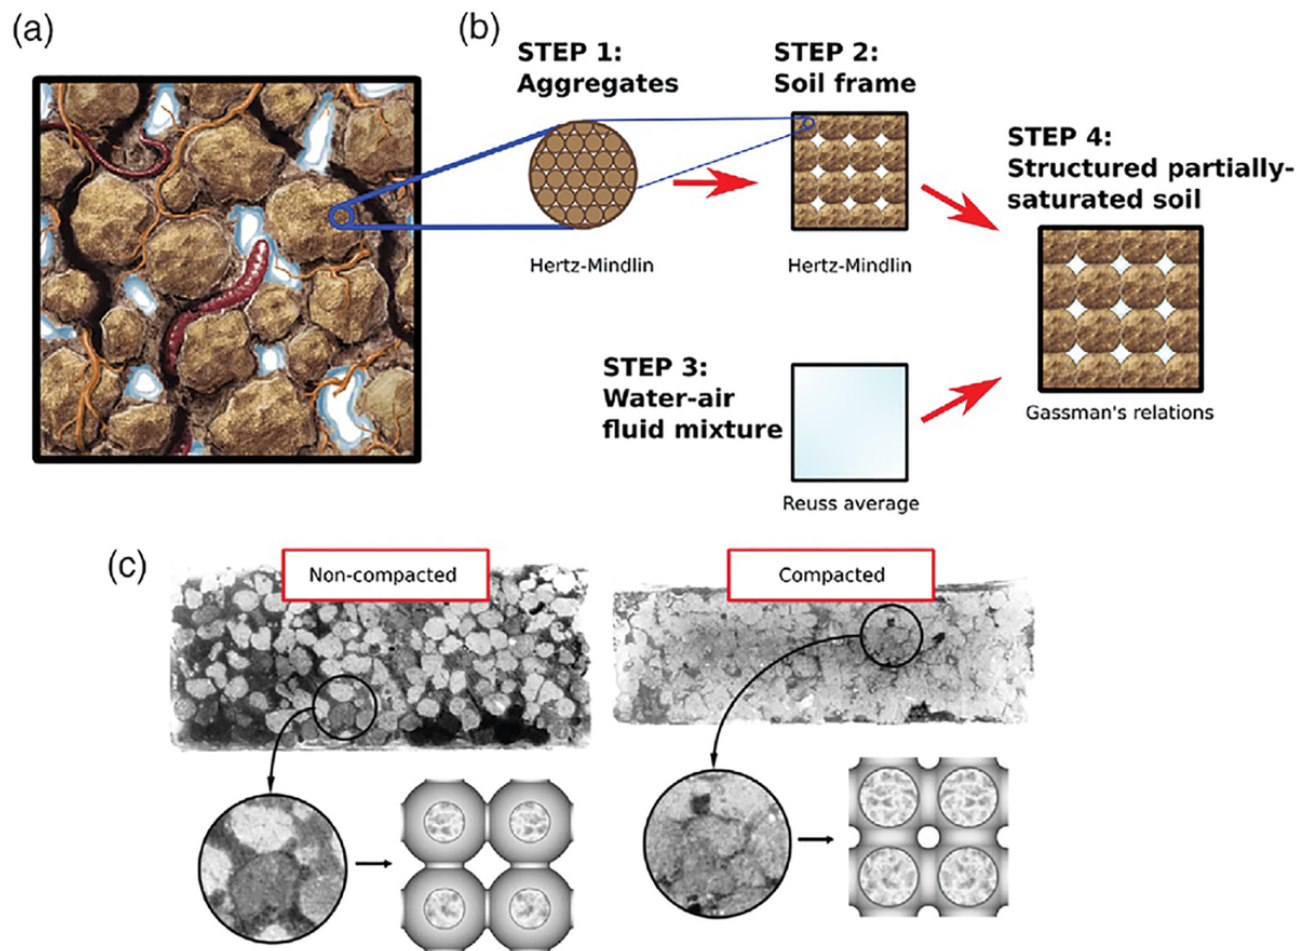 (a)
(b)
STEP 1:
Aggregates
Hertz-Mindlin
STEP 2:
Soil frame
Hertz-Mindlin
STEP 3:
Water-air
fluid mixture
Reuss average
STEP 4:
Structured partially-
saturated soil
Gassman's relations
(c)
Non-compacted
Compacted